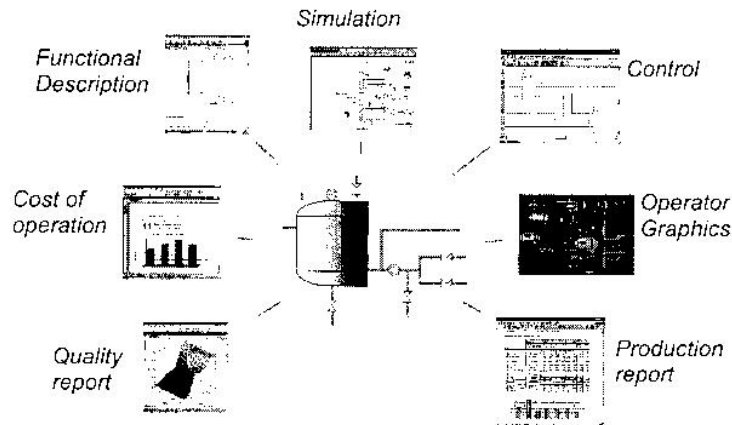 Simulation
Functional
Description
Control
Cost of
operation
Operator
Graphics
Quality
report
Production
report